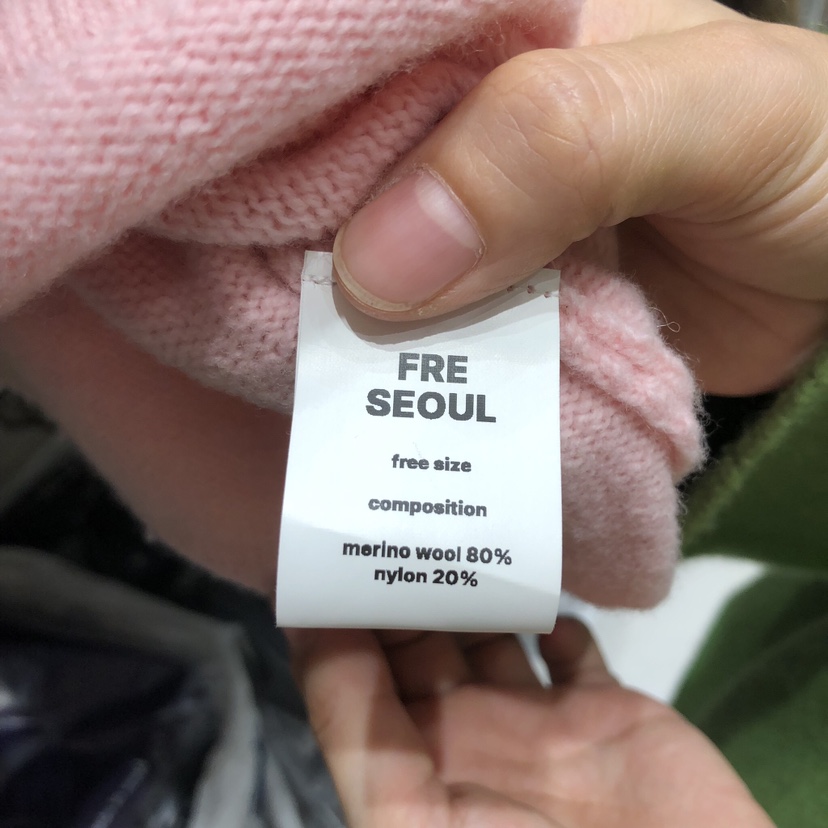 FRE
SEOUL
free size
composition
merino wool 80%
nylon 20%